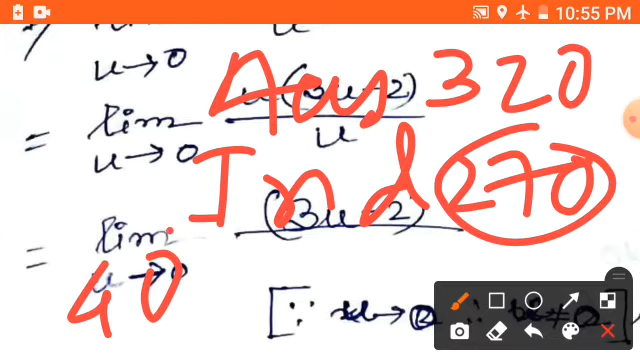 10:55 PM
u→0
Aus 320
= lim u(3u-2)
u→0 u
Ind 270
= lim (3u-2)
u→0
40